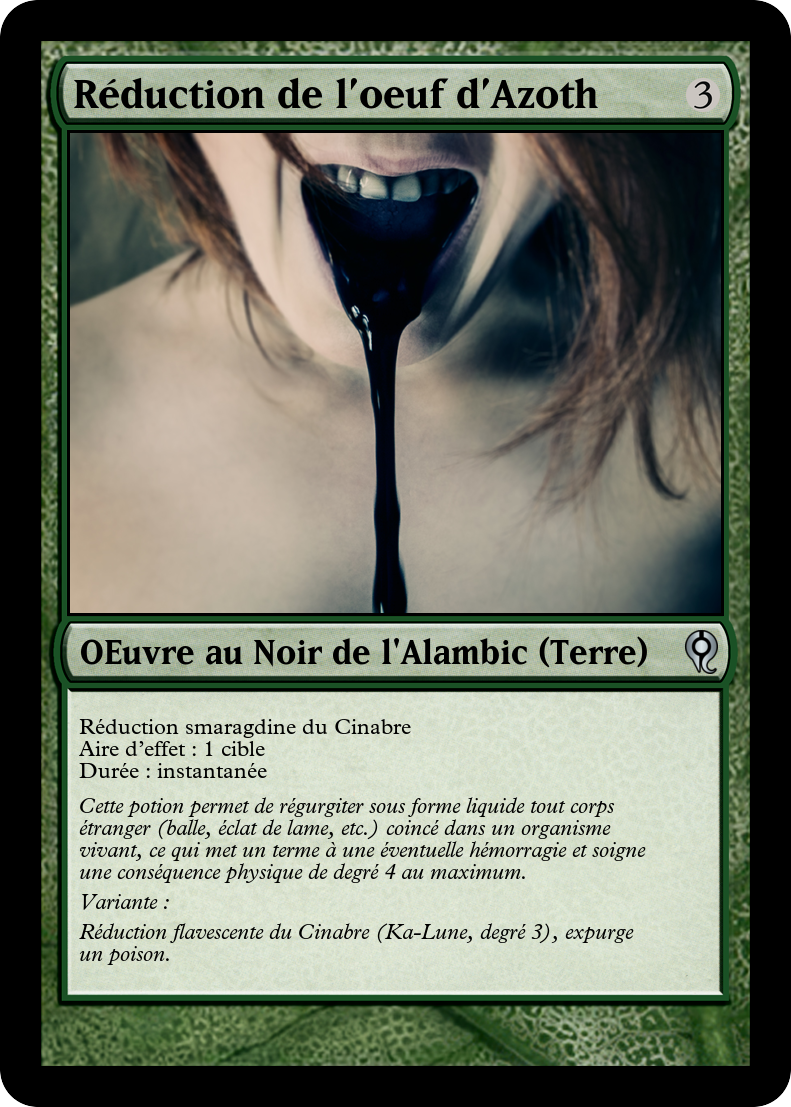 Réduction de l'oeuf d'Azoth
3
OEuvre au Noir de l'Alambic (Terre)
Réduction smaragdine du Cinabre
Aire d'effet : 1 cible
Durée : instantanée
Cette potion permet de régurgiter sous forme liquide tout corps
étranger (balle, éclat de lame, etc.) coincé dans un organisme
vivant, ce qui met un terme à une éventuelle hémorragie et soigne
une conséquence physique de degré 4 au maximum.
Variante :
Réduction flavescente du Cinabre (Ka-Lune, degré 3), expurge
un poison.